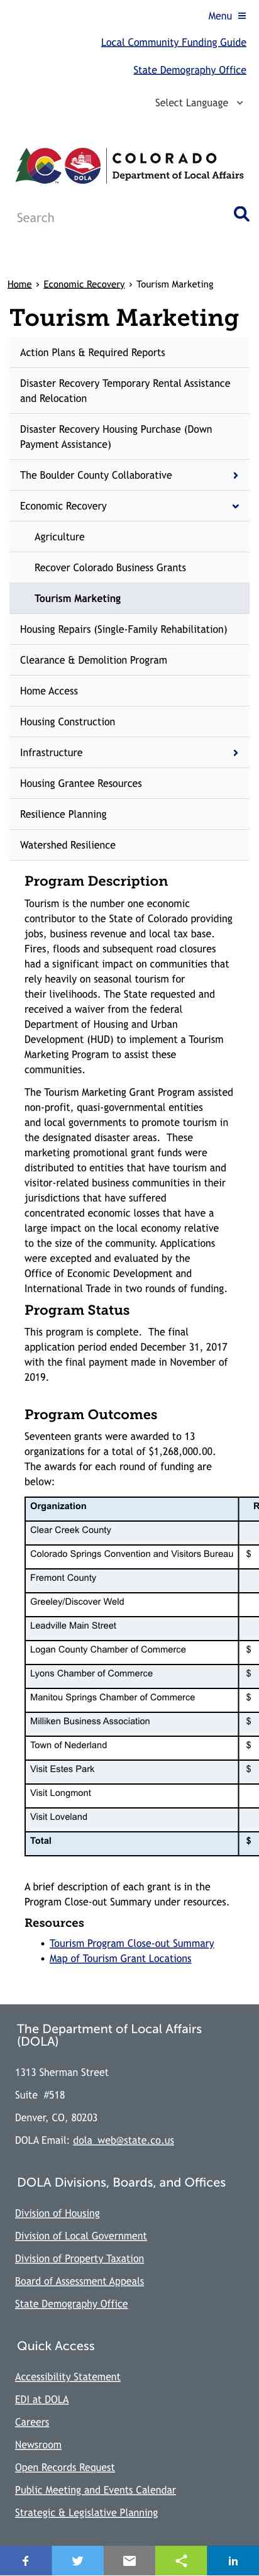 Menu
Local Community Funding Guide
State Demography Office
Select Language
COLORADO
Department of Local Affairs
DOLA
Search
Home › Economic Recovery › Tourism Marketing
Tourism Marketing
Action Plans & Required Reports
Disaster Recovery Temporary Rental Assistance
and Relocation
Disaster Recovery Housing Purchase (Down
Payment Assistance)
The Boulder County Collaborative
Economic Recovery
Agriculture
Recover Colorado Business Grants
Tourism Marketing
Housing Repairs (Single-Family Rehabilitation)
Clearance & Demolition Program
Home Access
Housing Construction
Infrastructure
Housing Grantee Resources
Resilience Planning
Watershed Resilience
Program Description
Tourism is the number one economic
contributor to the State of Colorado providing
jobs, business revenue and local tax base.
Fires, floods and subsequent road closures
had a significant impact on communities that
rely heavily on seasonal tourism for
their livelihoods. The State requested and
received a waiver from the federal
Department of Housing and Urban
Development (HUD) to implement a Tourism
Marketing Program to assist these
communities.
The Tourism Marketing Grant Program assisted
non-profit, quasi-governmental entities
and local governments to promote tourism in
the designated disaster areas. These
marketing promotional grant funds were
distributed to entities that have tourism and
visitor-related business communities in their
jurisdictions that have suffered
concentrated economic losses that have a
large impact on the local economy relative
to the size of the community. Applications
were excepted and evaluated by the
Office of Economic Development and
International Trade in two rounds of funding.
Program Status
This program is complete. The final
application period ended December 31, 2017
with the final payment made in November of
2019.
Program Outcomes
Seventeen grants were awarded to 13
organizations for a total of $1,268,000.00.
The awards for each round of funding are
below:
Organization R
Clear Creek County
Colorado Springs Convention and Visitors Bureau $
Fremont County
Greeley/Discover Weld
Leadville Main Street
Logan County Chamber of Commerce $
Lyons Chamber of Commerce $
Manitou Springs Chamber of Commerce $
Milliken Business Association $
Town of Nederland $
Visit Estes Park $
Visit Longmont
Visit Loveland
Total $
A brief description of each grant is in the
Program Close-out Summary under resources.
Resources
• Tourism Program Close-out Summary
• Map of Tourism Grant Locations
The Department of Local Affairs
(DOLA)
1313 Sherman Street
Suite #518
Denver, CO, 80203
DOLA Email: dola_web@state.co.us
DOLA Divisions, Boards, and Offices
Division of Housing
Division of Local Government
Division of Property Taxation
Board of Assessment Appeals
State Demography Office
Quick Access
Accessibility Statement
EDI at DOLA
Careers
Newsroom
Open Records Request
Public Meeting and Events Calendar
Strategic & Legislative Planning